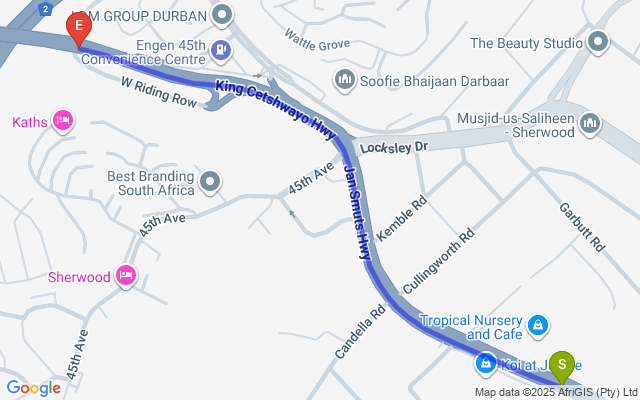 LOM GROUP DURBAN
E
2
Engen 45th
Convenience Centre
Wattle Grove
The Beauty Studio
W Riding Row
King Cetshwayo Hwy
Soofie Bhaijaan Darbaar
Kaths
Musjid-us-Saliheen
- Sherwood
Locksley Dr
Best Branding
South Africa
45th Ave
Jan Smuts Hwy
45th Ave
Kemble Rd
Garbutt Rd
Cullingworth Rd
Sherwood
45th Ave
Candella Rd
Tropical Nursery
and Cafe
Koi at J
e
S
Google
Map data ©2025 AfriGIS (Pty) Ltd